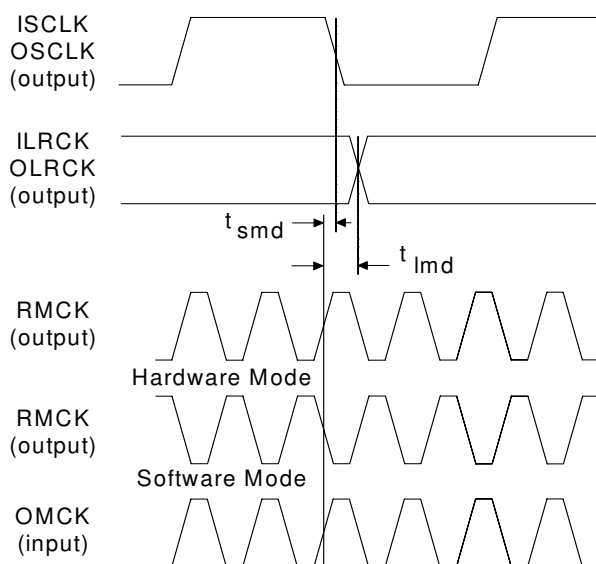 ISCLK
OSCLK
(output)
ILRCK
OLRCK
(output)
t smd
t lmd
RMCK
(output)
Hardware Mode
RMCK
(output)
Software Mode
OMCK
(input)